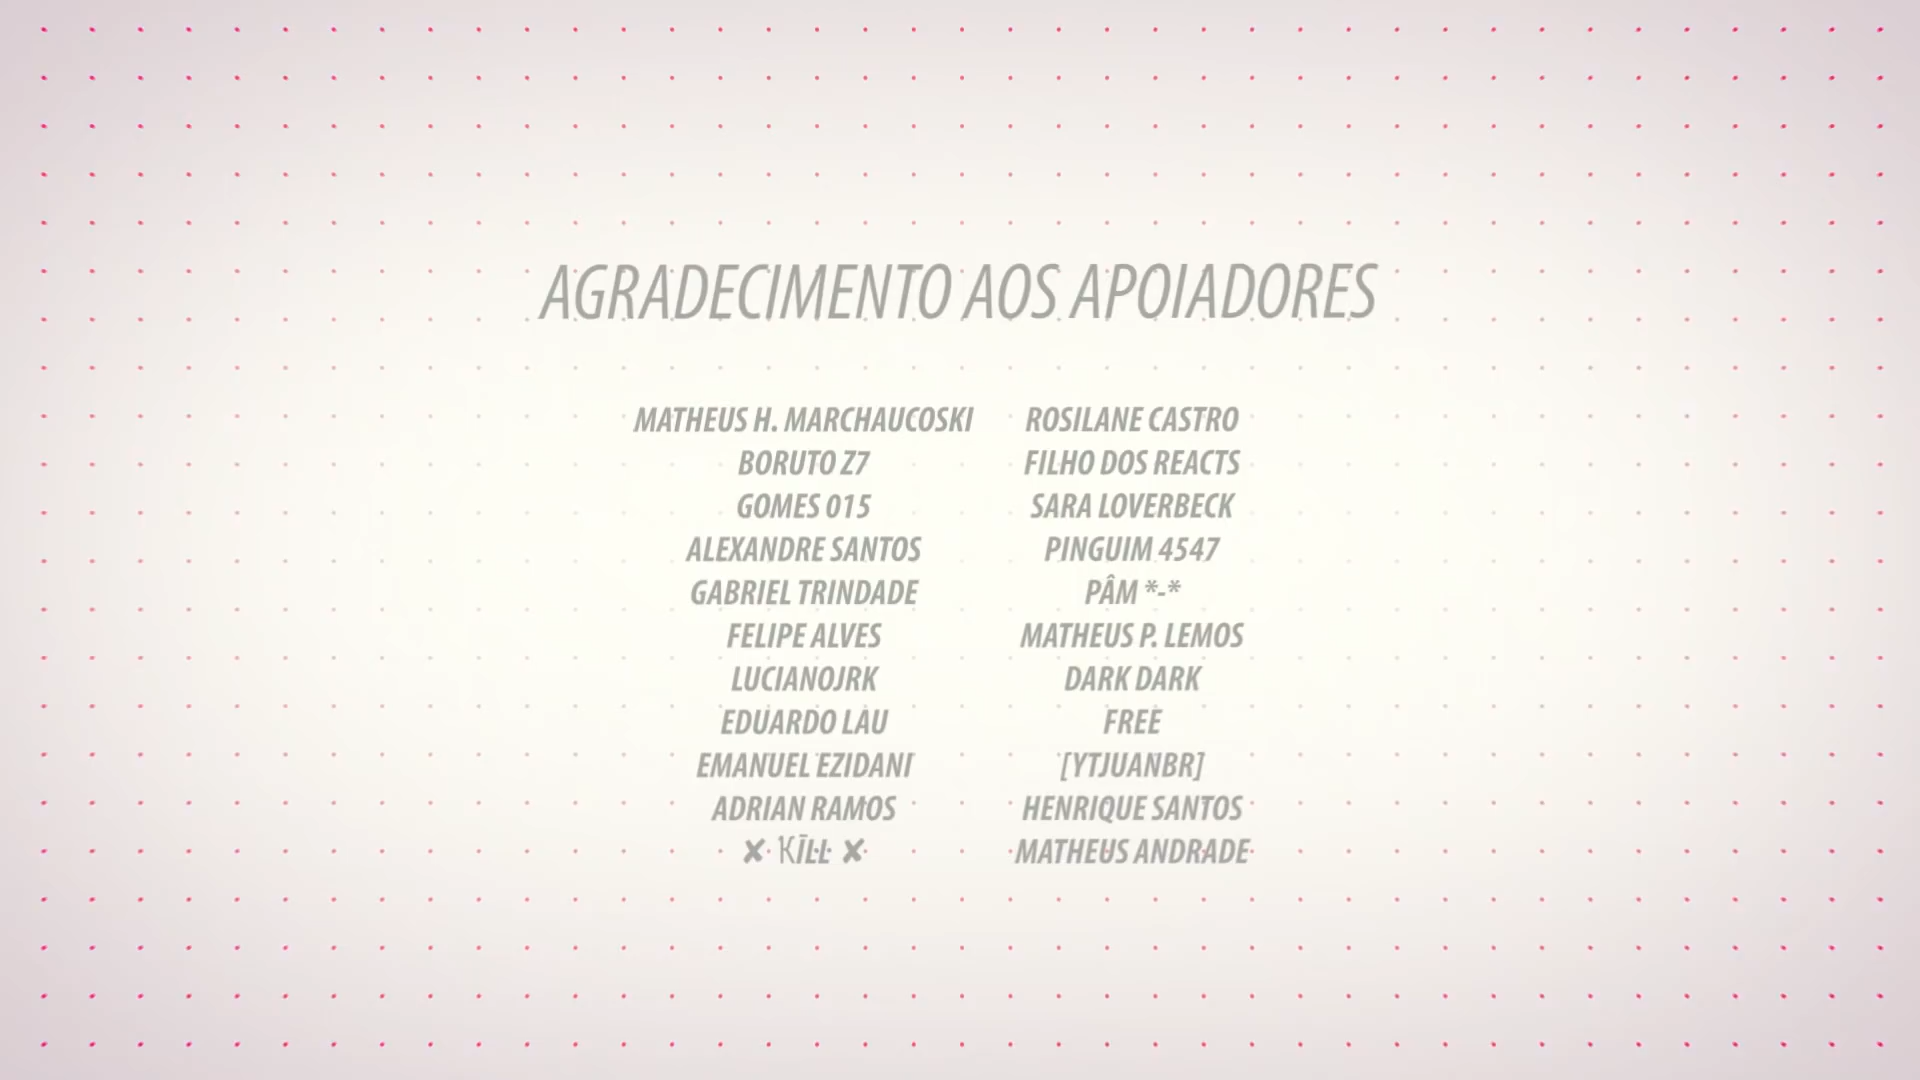 AGRADECIMENTO AOS APOIADORES
MATHEUS H. MARCHAUCOSKI
BORUTO Z7
GOMES 015
ALEXANDRE SANTOS
GABRIEL TRINDADE
FELIPE ALVES
LUCIANOJRK
EDUARDO LAU
EMANUEL EZIDANI
ADRIAN RAMOS
✘ ҠĪŁŁ ✘
ROSILANE CASTRO
FILHO DOS REACTS
SARA LOVERBECK
PINGUIM 4547
PÂM *-*
MATHEUS P. LEMOS
DARK DARK
FREE
[YTJUANBR]
HENRIQUE SANTOS
MATHEUS ANDRADE